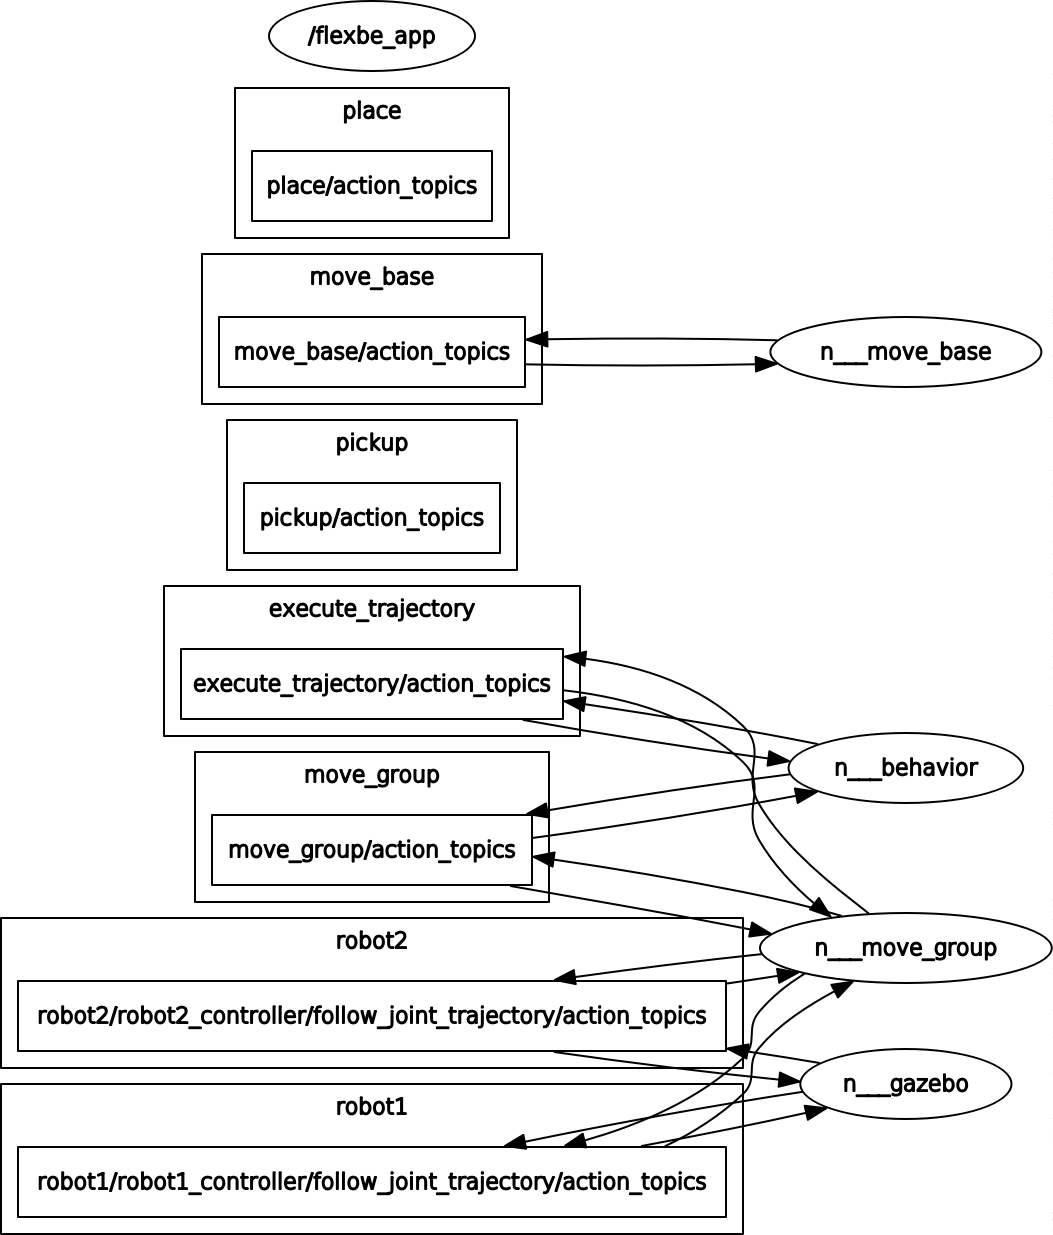 /flexbe_app
place
place/action_topics
move_base
move_base/action_topics
n___move_base
pickup
pickup/action_topics
execute_trajectory
execute_trajectory/action_topics
n___behavior
move_group
move_group/action_topics
robot2
n___move_group
robot2/robot2_controller/follow_joint_trajectory/action_topics
n___gazebo
robot1
robot1/robot1_controller/follow_joint_trajectory/action_topics